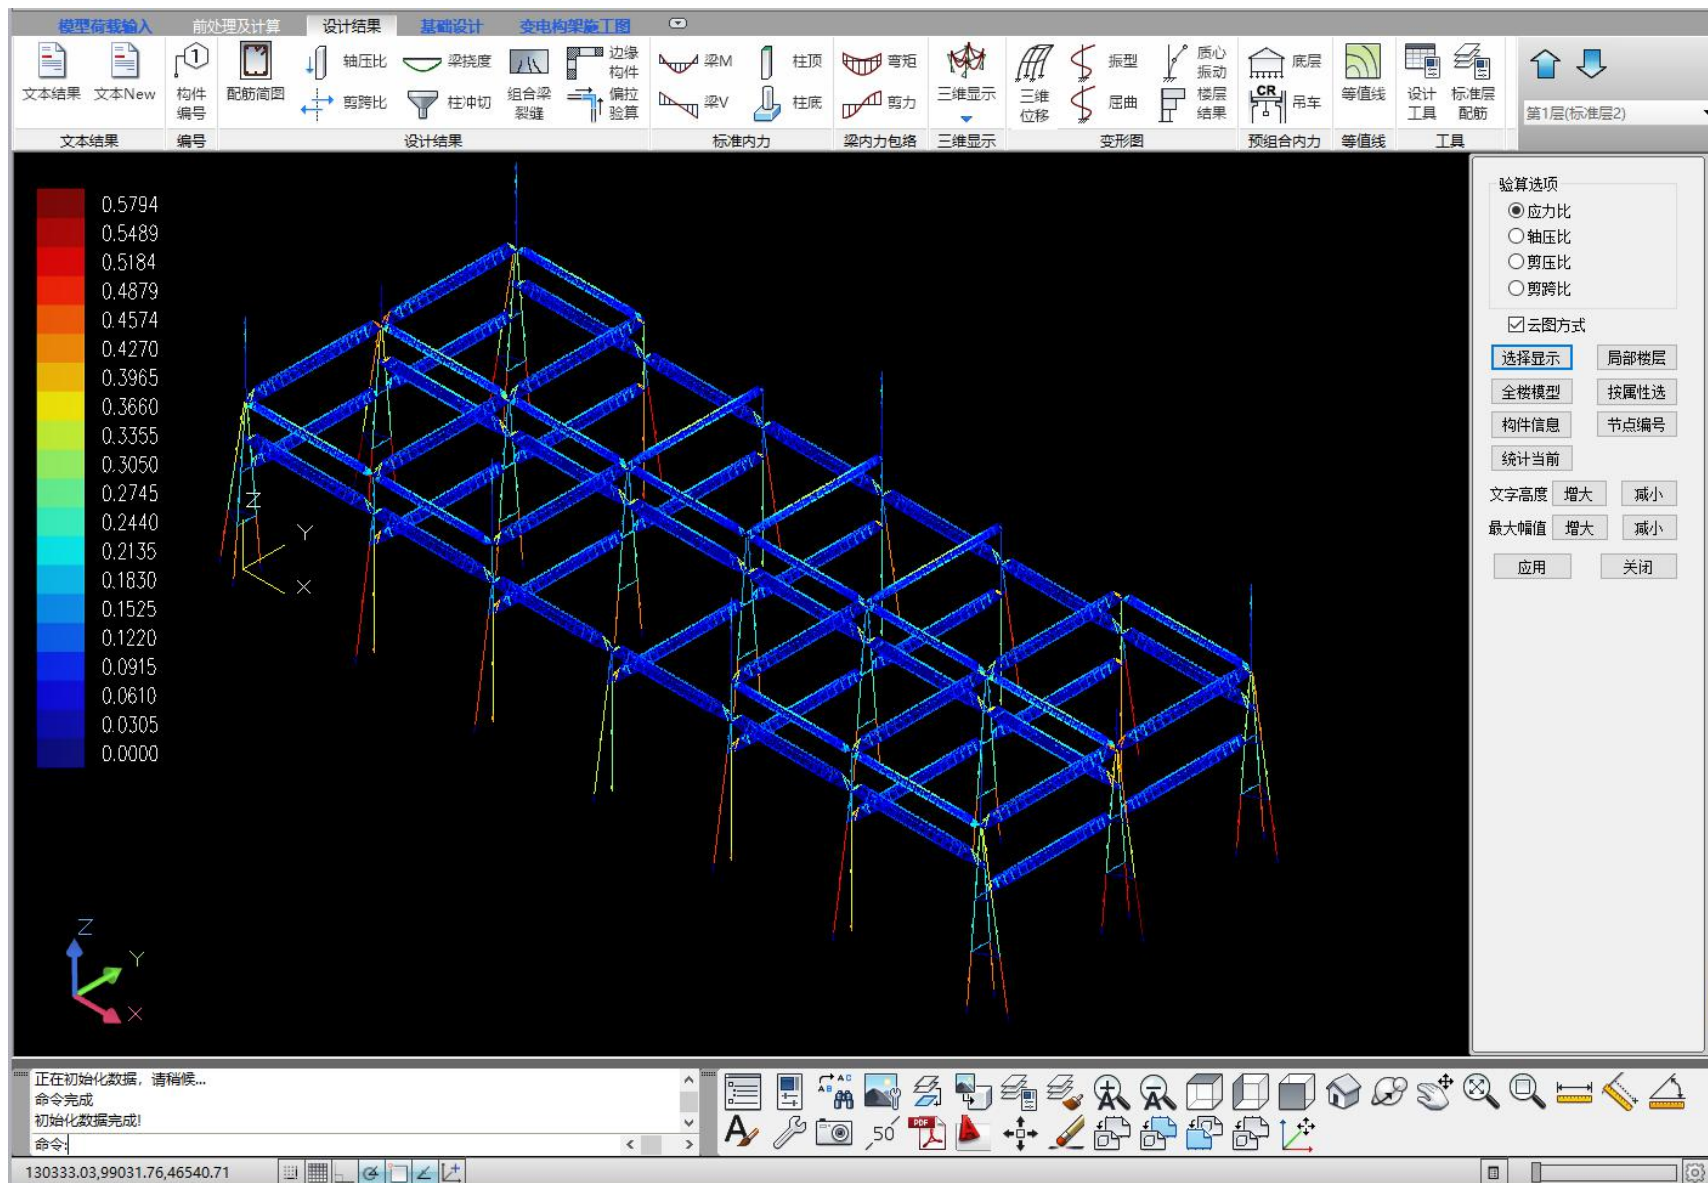 模型荷载输入 前处理及计算 设计结果 基础设计 变电构架施工图
文本结果 文本New
构件
编号
配筋简图
轴压比
剪跨比
梁挠度
柱冲切
组合梁
裂缝
边缘
构件
偏拉
验算
梁M
梁V
柱顶
柱底
弯矩
剪力
三维显示
三维
位移
振型
屈曲
质心
振动
楼层
结果
底层
CR
吊车
等值线
设计
工具
标准层
配筋
第1层(标准层2)
文本结果 编号 设计结果 标准内力 梁内力包络 三维显示 变形图 预组合内力 等值线 工具
0.5794
0.5489
0.5184
0.4879
0.4574
0.4270
0.3965
0.3660
0.3355
0.3050
0.2745
0.2440
0.2135
0.1830
0.1525
0.1220
0.0915
0.0610
0.0305
0.0000
Z
Y
X
Z
Y
X
验算选项
应力比
轴压比
剪压比
剪跨比
云图方式
选择显示 局部楼层
全楼模型 按属性选
构件信息 节点编号
统计当前
文字高度 增大 减小
最大幅值 增大 减小
应用 关闭
正在初始化数据，请稍候...
命令完成
初始化数据完成!
命令:
130333.03,99031.76,46540.71